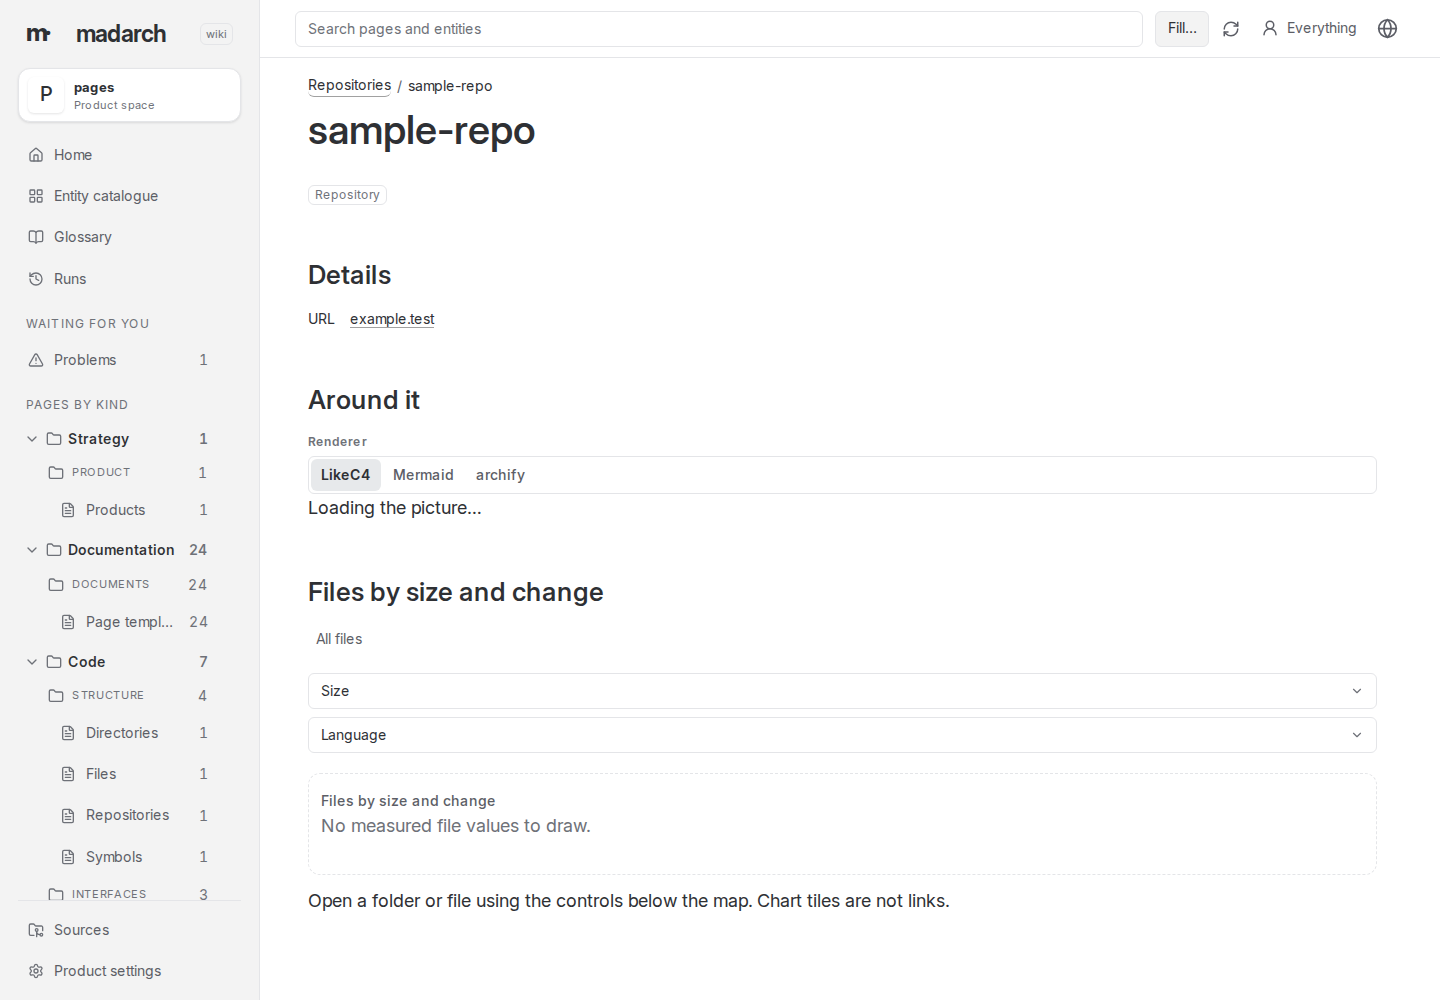 m·
madarch
wiki
P
pages
Product space
Home
Entity catalogue
Glossary
Runs
WAITING FOR YOU
Problems 1
PAGES BY KIND
Strategy 1
PRODUCT 1
Products 1
Documentation 24
DOCUMENTS 24
Page templ... 24
Code 7
STRUCTURE 4
Directories 1
Files 1
Repositories 1
Symbols 1
INTERFACES 3
Sources
Product settings
Search pages and entities
Fill...
Everything
Repositories / sample-repo
sample-repo
Repository
Details
URL example.test
Around it
Renderer
LikeC4 Mermaid archify
Loading the picture...
Files by size and change
All files
Size
Language
Files by size and change
No measured file values to draw.
Open a folder or file using the controls below the map. Chart tiles are not links.